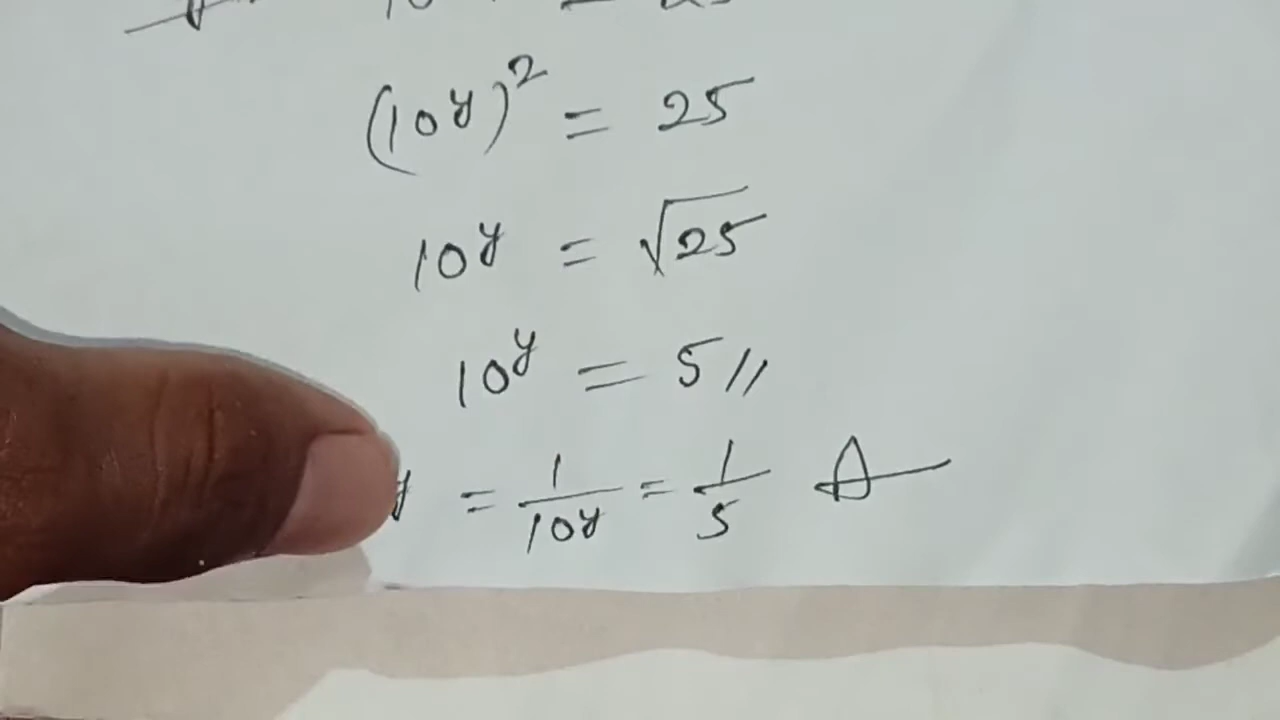 (10^y)^2 = 25
10^y = √25
10^y = 5//
= 1/10^y = 1/5 A